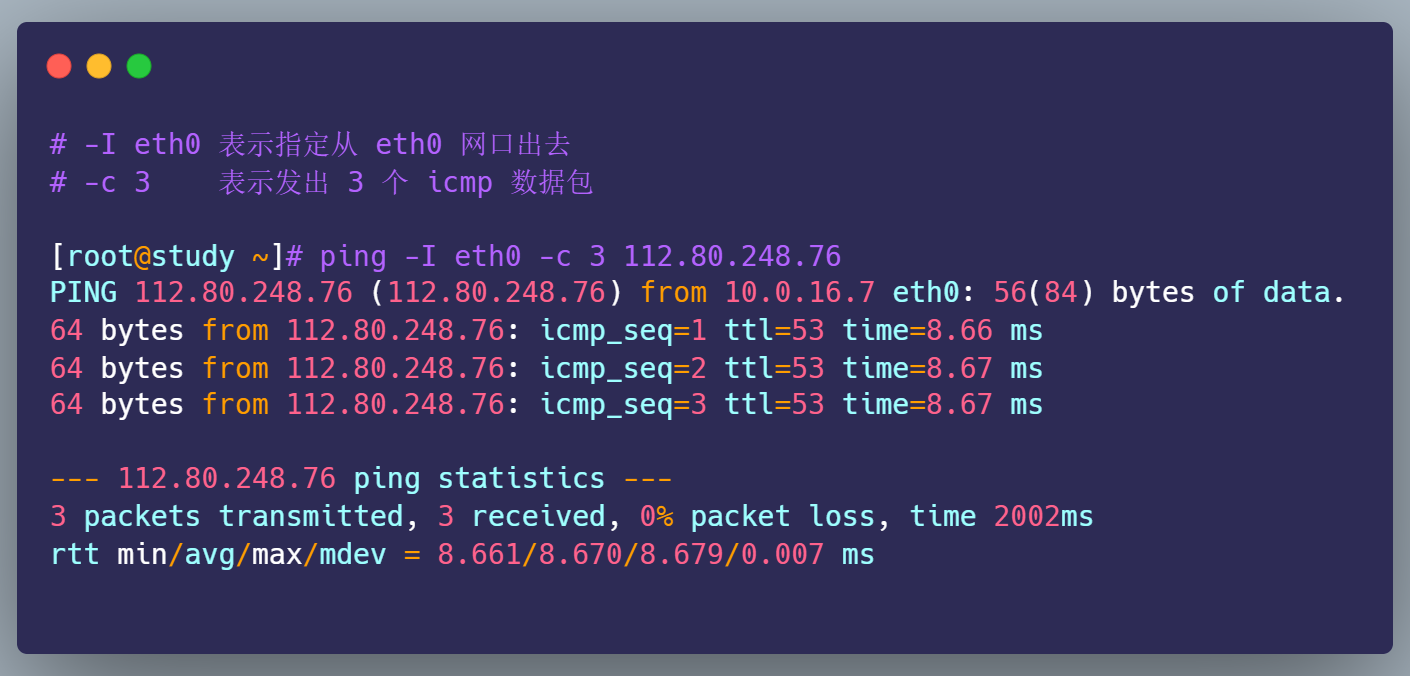 # -I eth0 表示指定从 eth0 网口出去
# -c 3    表示发出 3 个 icmp 数据包
[root@study ~]# ping -I eth0 -c 3 112.80.248.76
PING 112.80.248.76 (112.80.248.76) from 10.0.16.7 eth0: 56(84) bytes of data.
64 bytes from 112.80.248.76: icmp_seq=1 ttl=53 time=8.66 ms
64 bytes from 112.80.248.76: icmp_seq=2 ttl=53 time=8.67 ms
64 bytes from 112.80.248.76: icmp_seq=3 ttl=53 time=8.67 ms
--- 112.80.248.76 ping statistics ---
3 packets transmitted, 3 received, 0% packet loss, time 2002ms
rtt min/avg/max/mdev = 8.661/8.670/8.679/0.007 ms